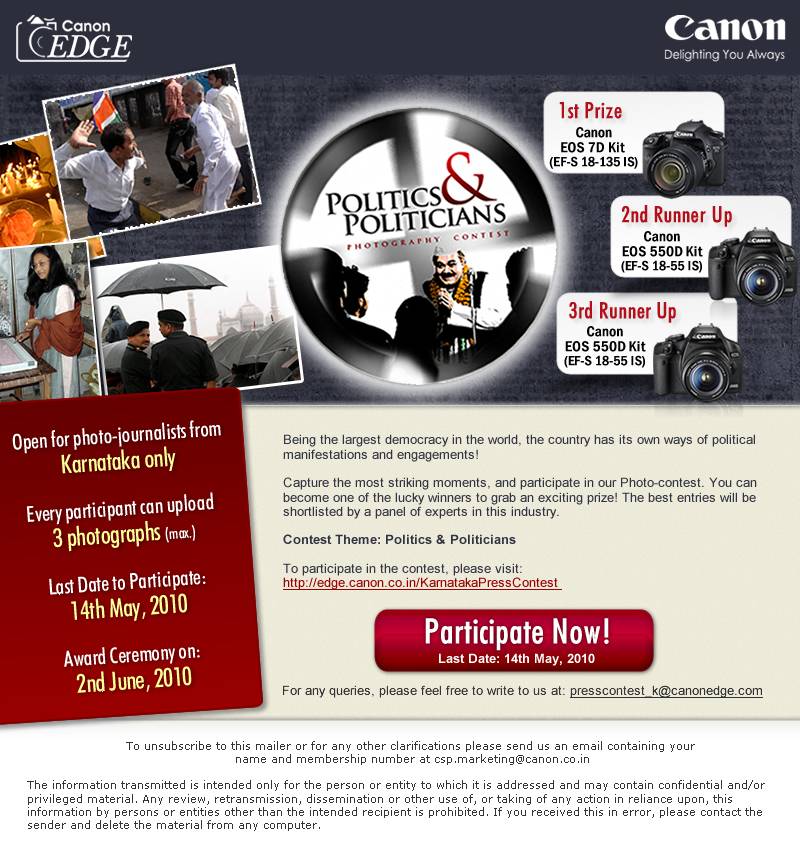 Canon
EDGE
Canon
Delighting You Always
POLITICS &
POLITICIANS
PHOTOGRAPHY CONTEST
1st Prize
Canon
EOS 7D Kit
(EF-S 18-135 IS)
2nd Runner Up
Canon
EOS 550D Kit
(EF-S 18-55 IS)
3rd Runner Up
Canon
EOS 550D Kit
(EF-S 18-55 IS)
Canon
Canon
Canon
Open for photo-journalists from
Karnataka only
Every participant can upload
3 photographs (max.)
Last Date to Participate:
14th May, 2010
Award Ceremony on:
2nd June, 2010
Being the largest democracy in the world, the country has its own ways of political
manifestations and engagements!
Capture the most striking moments, and participate in our Photo-contest. You can
become one of the lucky winners to grab an exciting prize! The best entries will be
shortlisted by a panel of experts in this industry.
Contest Theme: Politics & Politicians
To participate in the contest, please visit:
http://edge.canon.co.in/KarnatakaPressContest
Participate Now!
Last Date: 14th May, 2010
For any queries, please feel free to write to us at: presscontest_k@canonedge.com
To unsubscribe to this mailer or for any other clarifications please send us an email containing your
name and membership number at csp.marketing@canon.co.in
The information transmitted is intended only for the person or entity to which it is addressed and may contain confidential and/or
privileged material. Any review, retransmission, dissemination or other use of, or taking of any action in reliance upon, this
information by persons or entities other than the intended recipient is prohibited. If you received this in error, please contact the
sender and delete the material from any computer.